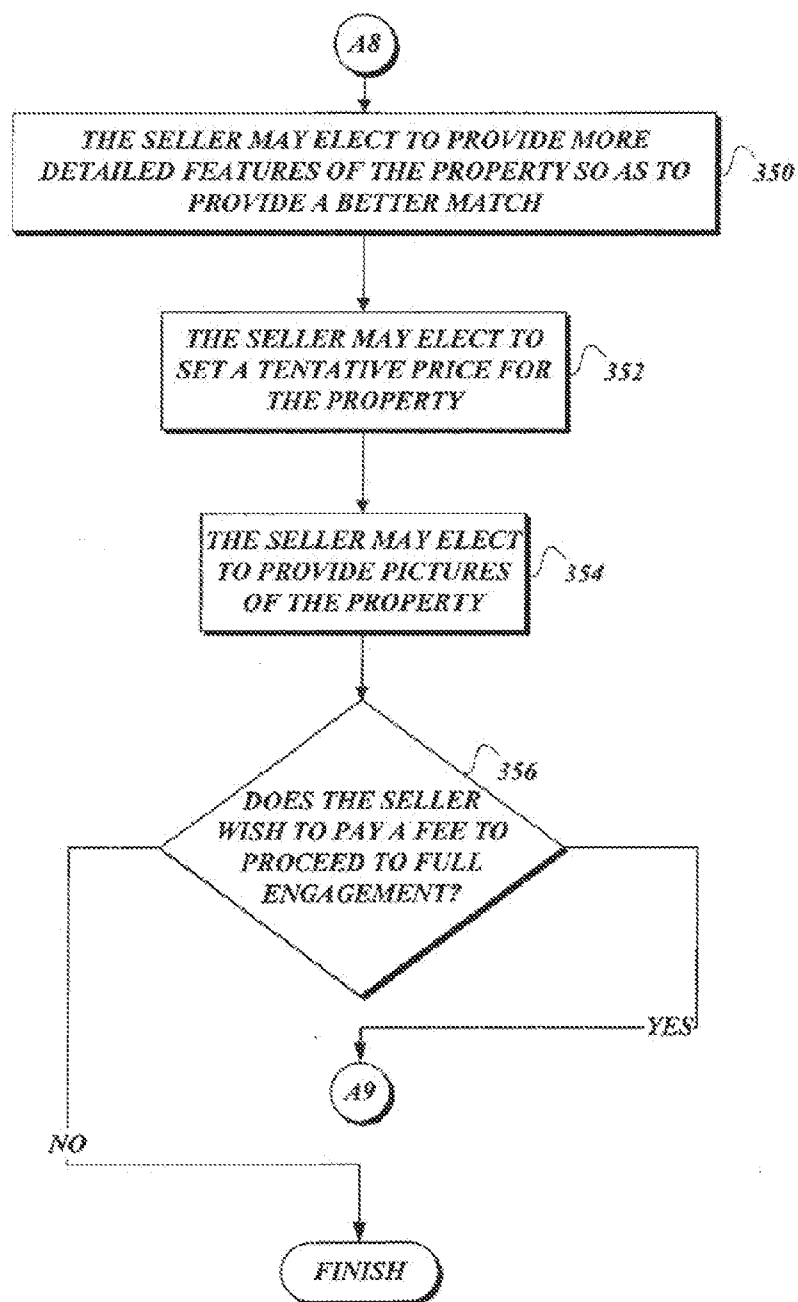 A8
THE SELLER MAY ELECT TO PROVIDE MORE
DETAILED FEATURES OF THE PROPERTY SO AS TO
PROVIDE A BETTER MATCH
350
THE SELLER MAY ELECT TO
SET A TENTATIVE PRICE FOR
THE PROPERTY
352
THE SELLER MAY ELECT
TO PROVIDE PICTURES
OF THE PROPERTY
354
356
DOES THE SELLER
WISH TO PAY A FEE TO
PROCEED TO FULL
ENGAGEMENT?
YES
A9
NO
FINISH